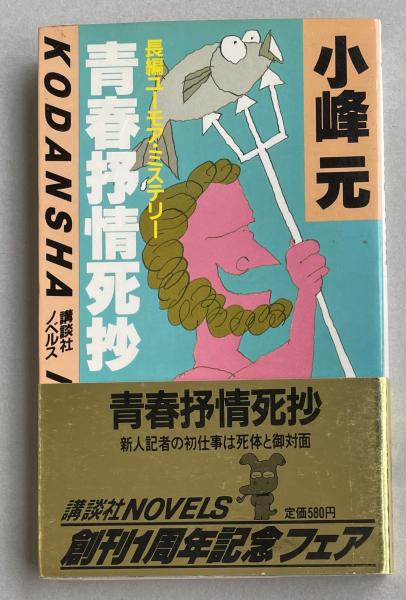 小峰 元
長編ユーモア・ミステリー
青春抒情死抄
KODANSHA
講談社
ノベルス
青春抒情死抄
新人記者の初仕事は死体と御対面
講談社NOVELS
定価580円
創刊1周年記念フェア